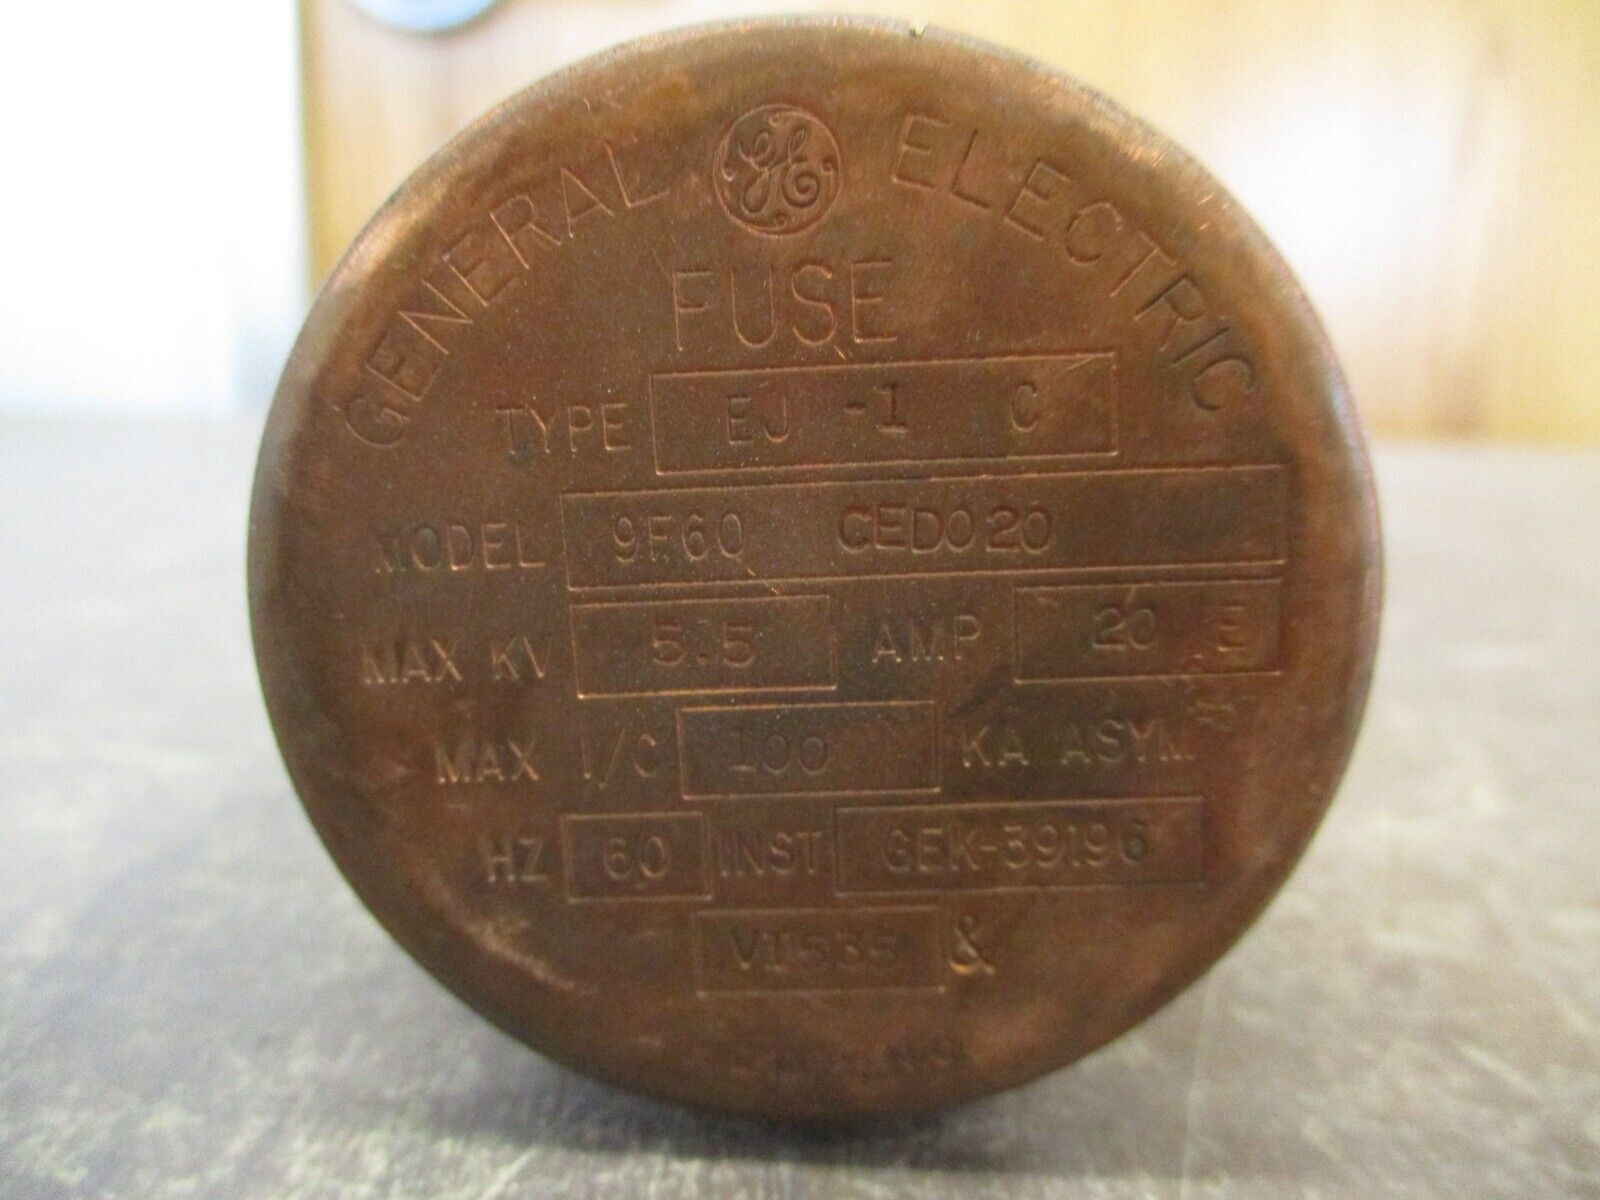 GENERAL GE ELECTRIC
FUSE
TYPE EJ -1 C
MODEL 9F60 CED020
MAX KV 5.5 AMP 20 E
MAX I/C 100 KA ASYM
HZ 60 INST GEK-39196
VI535 &